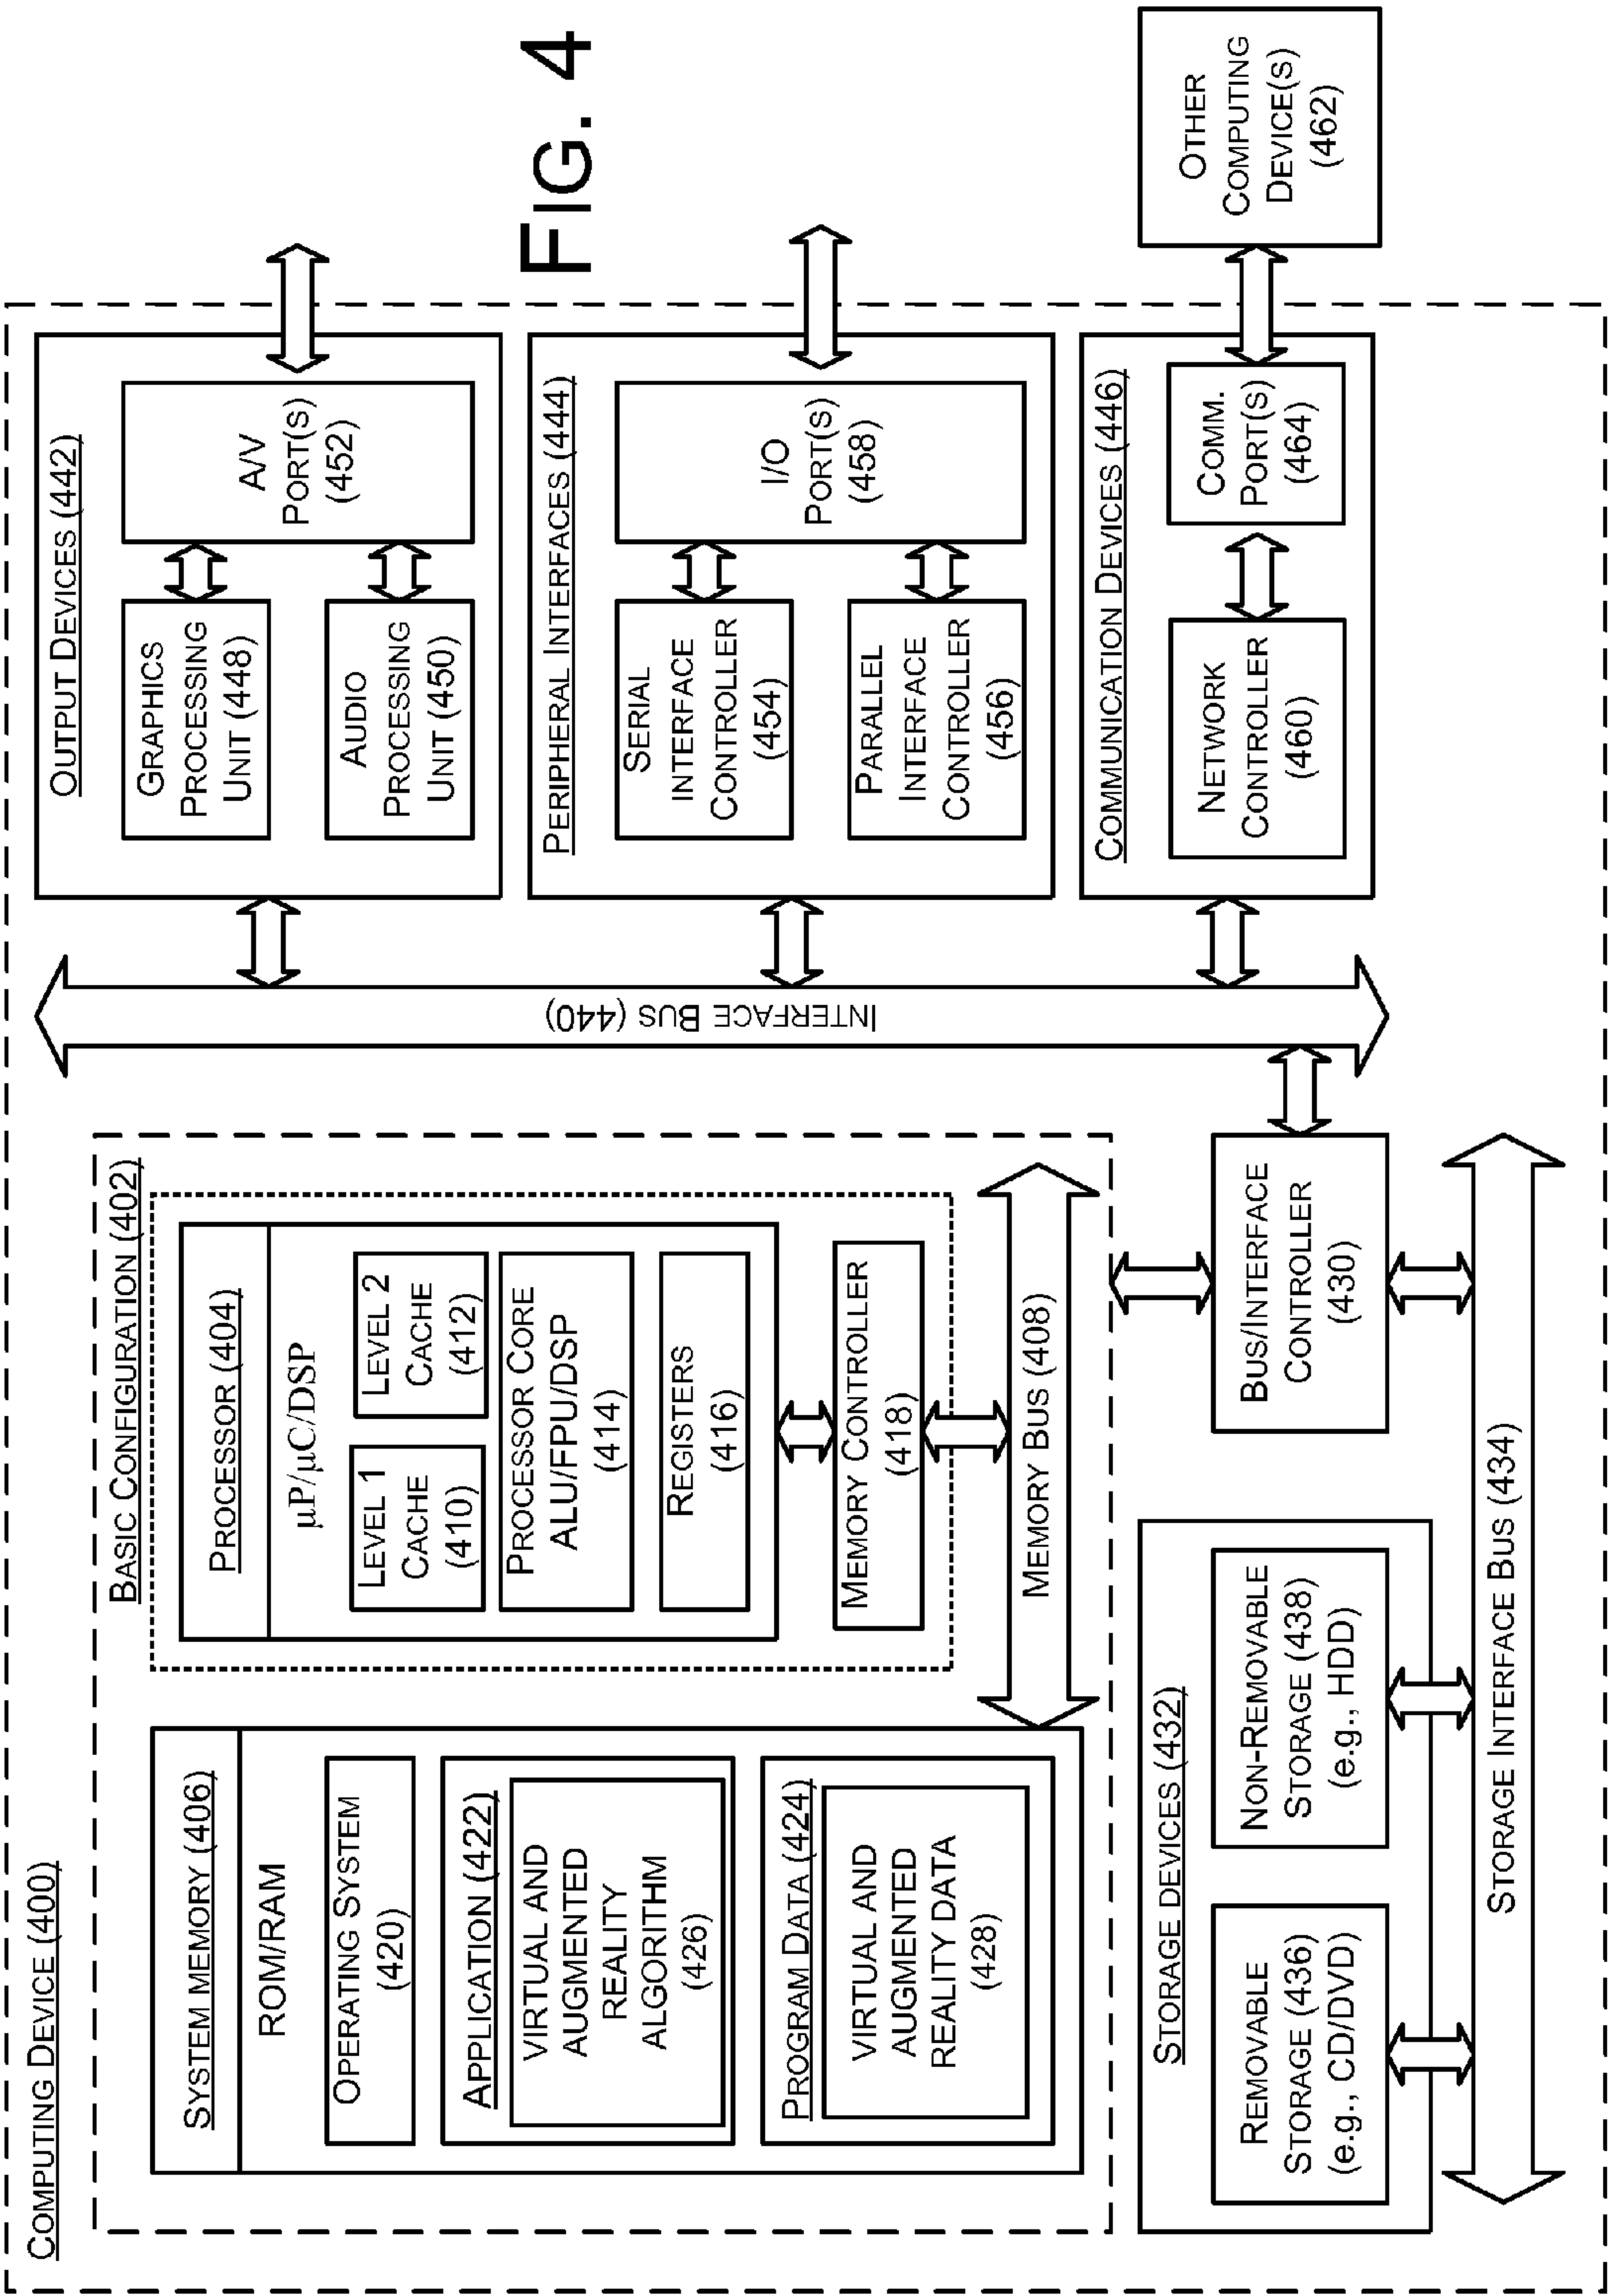 COMPUTING DEVICE (400)
BASIC CONFIGURATION (402)
SYSTEM MEMORY (406)
ROM/RAM
OPERATING SYSTEM
(420)
APPLICATION (422)
VIRTUAL AND
AUGMENTED
REALITY
ALGORITHM
(426)
PROGRAM DATA (424)
VIRTUAL AND
AUGMENTED
REALITY DATA
(428)
PROCESSOR (404)
µP/µC/DSP
LEVEL 1
CACHE
(410)
LEVEL 2
CACHE
(412)
PROCESSOR CORE
ALU/FPU/DSP
(414)
REGISTERS
(416)
MEMORY CONTROLLER
(418)
MEMORY BUS (408)
STORAGE DEVICES (432)
REMOVABLE
STORAGE (436)
(e.g., CD/DVD)
NON-REMOVABLE
STORAGE (438)
(e.g., HDD)
BUS/INTERFACE
CONTROLLER
(430)
STORAGE INTERFACE BUS (434)
INTERFACE BUS (440)
OUTPUT DEVICES (442)
GRAPHICS
PROCESSING
UNIT (448)
AUDIO
PROCESSING
UNIT (450)
A/V
PORT(S)
(452)
PERIPHERAL INTERFACES (444)
SERIAL
INTERFACE
CONTROLLER
(454)
PARALLEL
INTERFACE
CONTROLLER
(456)
I/O
PORT(S)
(458)
COMMUNICATION DEVICES (446)
NETWORK
CONTROLLER
(460)
COMM.
PORT(S)
(464)
OTHER
COMPUTING
DEVICE(S)
(462)
FIG. 4